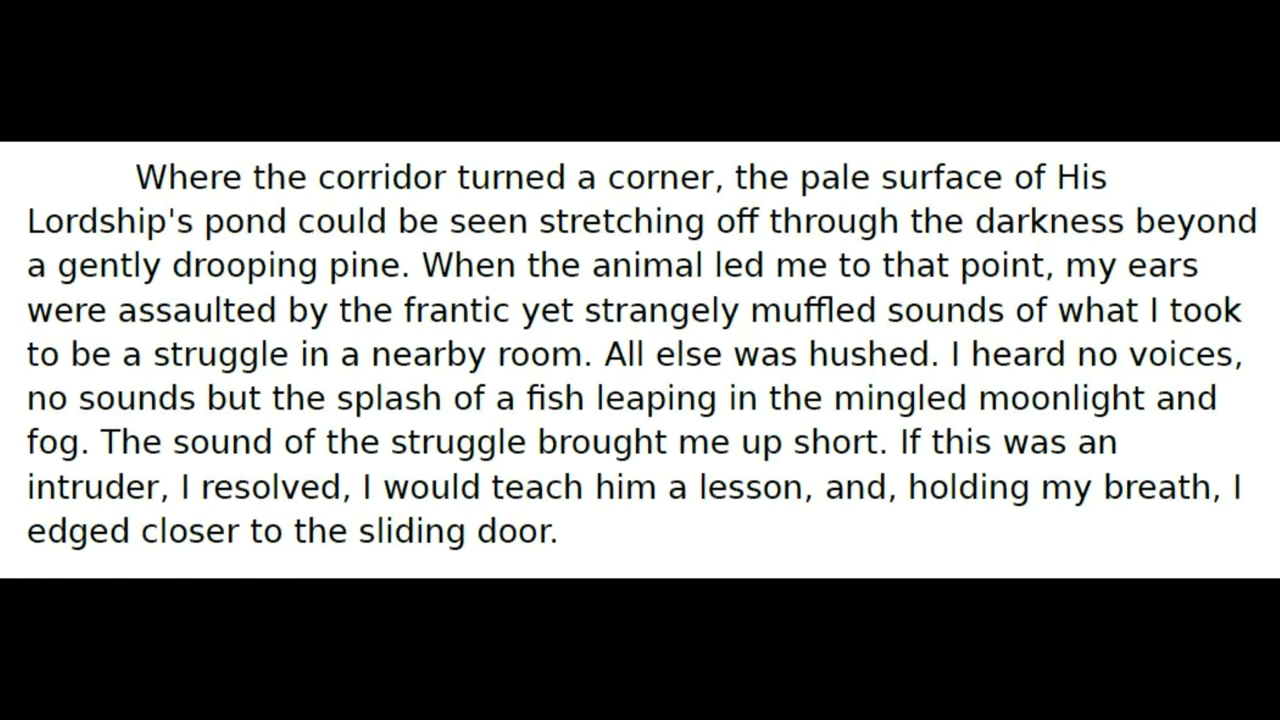 Where the corridor turned a corner, the pale surface of His
Lordship's pond could be seen stretching off through the darkness beyond
a gently drooping pine. When the animal led me to that point, my ears
were assaulted by the frantic yet strangely muffled sounds of what I took
to be a struggle in a nearby room. All else was hushed. I heard no voices,
no sounds but the splash of a fish leaping in the mingled moonlight and
fog. The sound of the struggle brought me up short. If this was an
intruder, I resolved, I would teach him a lesson, and, holding my breath, I
edged closer to the sliding door.